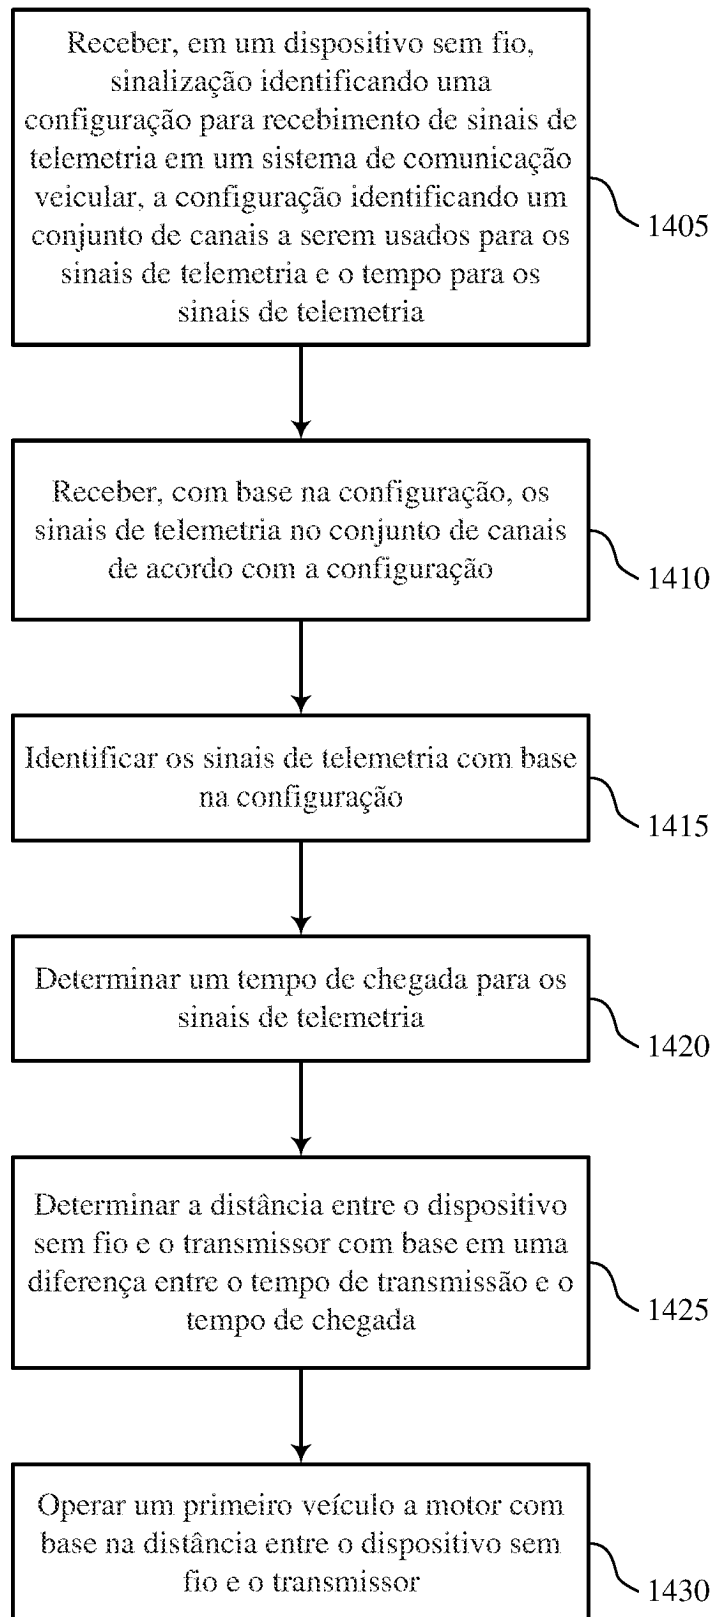 Receber, em um dispositivo sem fio,
sinalização identificando uma
configuração para recebimento de sinais de
telemetria em um sistema de comunicação
veicular, a configuração identificando um
conjunto de canais a serem usados para os
sinais de telemetria e o tempo para os
sinais de telemetria
1405
Receber, com base na configuração, os
sinais de telemetria no conjunto de canais
de acordo com a configuração
1410
Identificar os sinais de telemetria com base
na configuração
1415
Determinar um tempo de chegada para os
sinais de telemetria
1420
Determinar a distância entre o dispositivo
sem fio e o transmissor com base em uma
diferença entre o tempo de transmissão e o
tempo de chegada
1425
Operar um primeiro veículo a motor com
base na distância entre o dispositivo sem
fio e o transmissor
1430